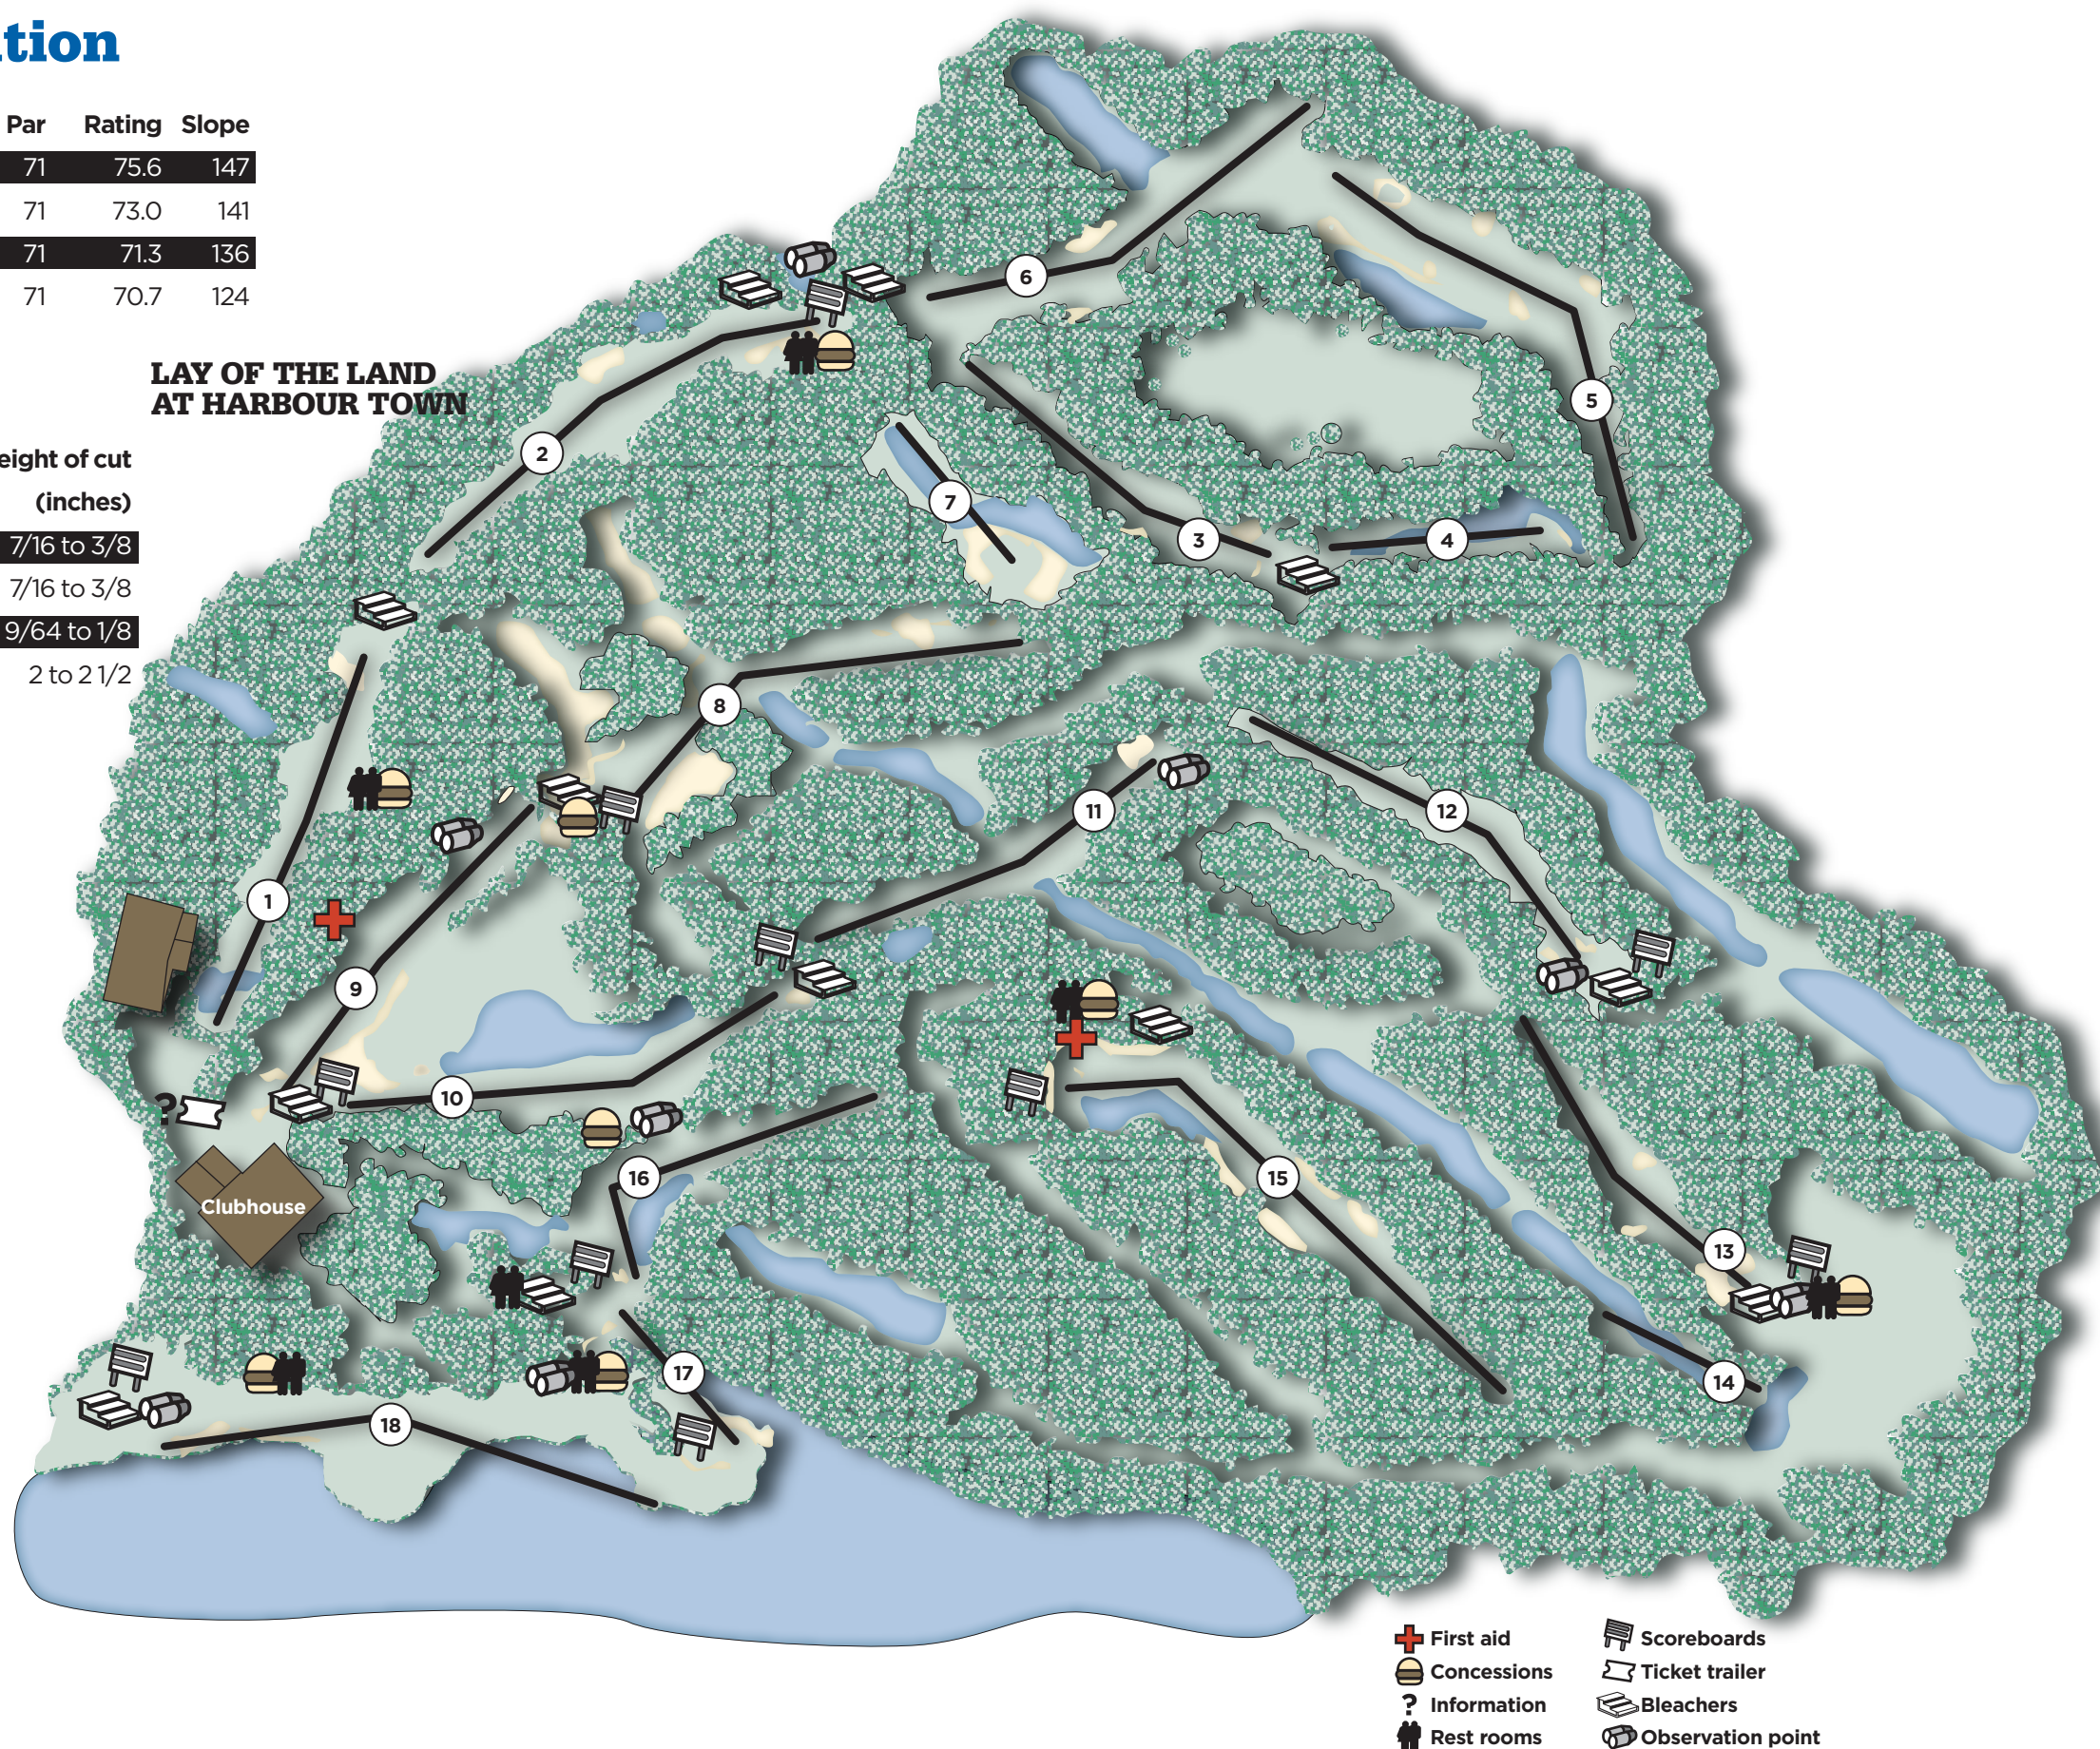 Par Rating Slope
71 75.6 147
71 73.0 141
71 71.3 136
71 70.7 124
LAY OF THE LAND
AT HARBOUR TOWN
of cut
(inches)
7/16 to 3/8
7/16 to 3/8
9/64 to 1/8
2 to 2 1/2
6
5
2
7
3
4
8
11
12
1
9
10
?
16
15
Clubhouse
13
17
14
18
First aid
Scoreboards
Concessions
Ticket trailer
? Information
Bleachers
Rest rooms
Observation point